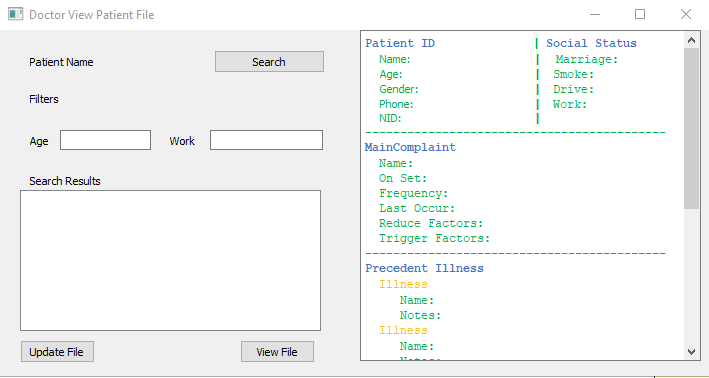 Doctor View Patient File
Patient Name
Search
Filters
Age
Work
Search Results
Update File
View File
Patient ID | Social Status
Name: | Marriage:
Age: | Smoke:
Gender: | Drive:
Phone: | Work:
NID: |
-------------------------------------------
MainComplaint
Name:
On Set:
Frequency:
Last Occur:
Reduce Factors:
Trigger Factors:
-------------------------------------------
Precedent Illness
Illness
Name:
Notes:
Illness
Name:
Notes: